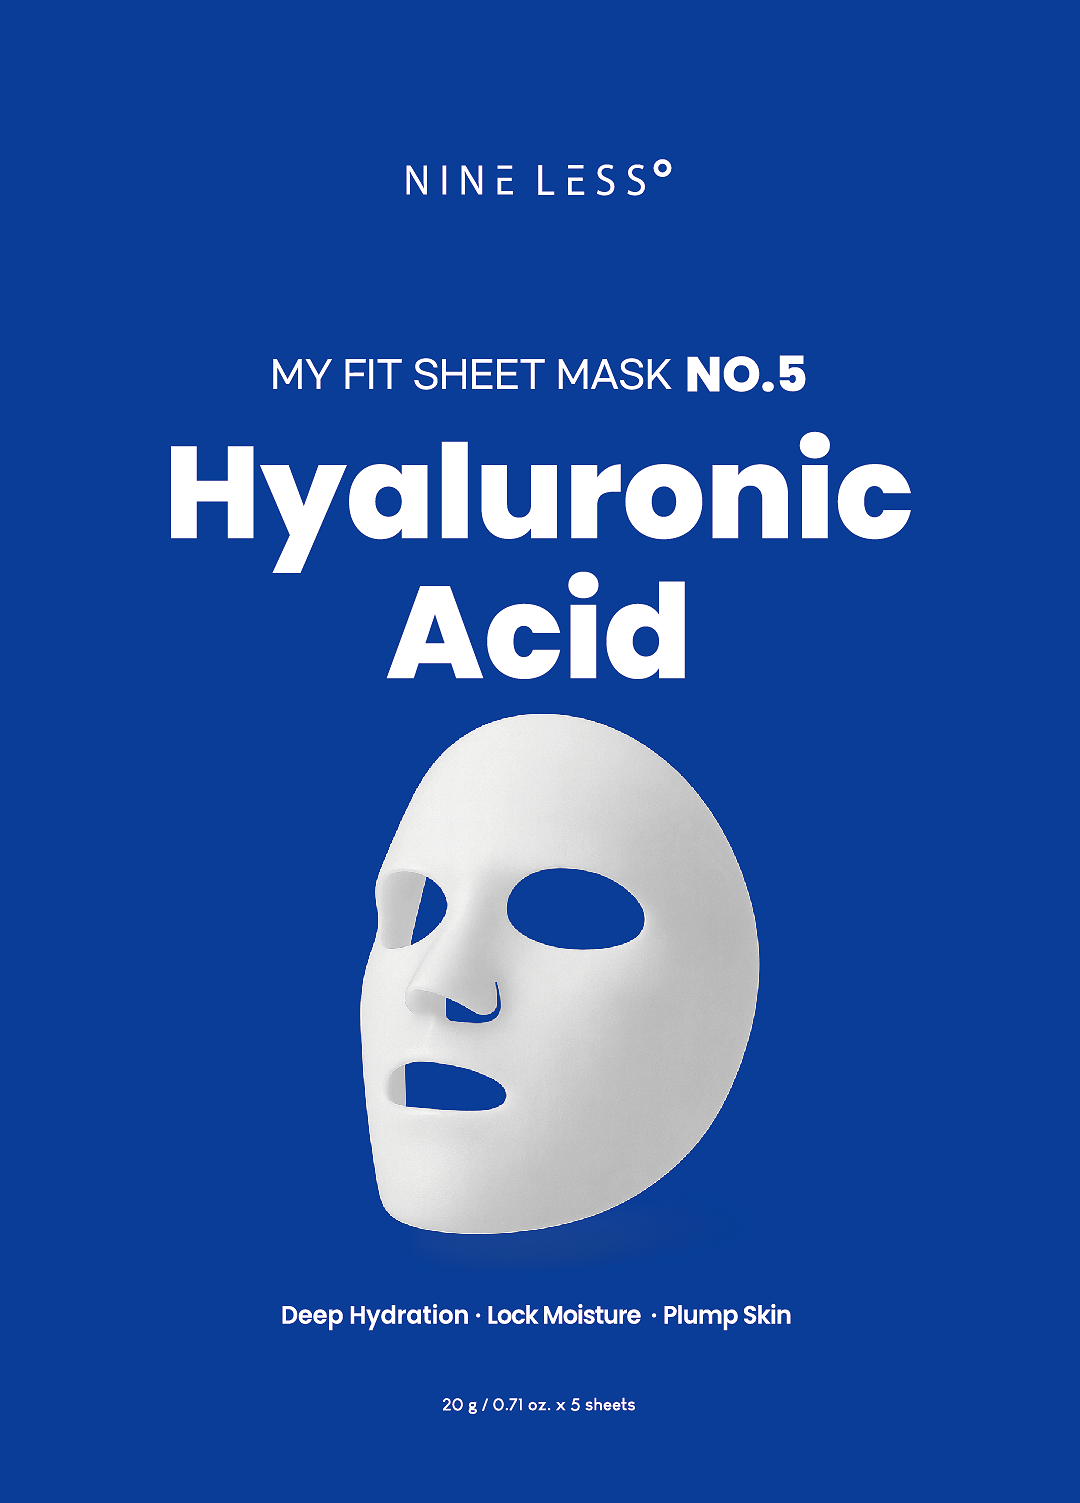 NINE LESS°
MY FIT SHEET MASK NO.5
Hyaluronic
Acid
Deep Hydration · Lock Moisture · Plump Skin
20 g / 0.71 oz. x 5 sheets